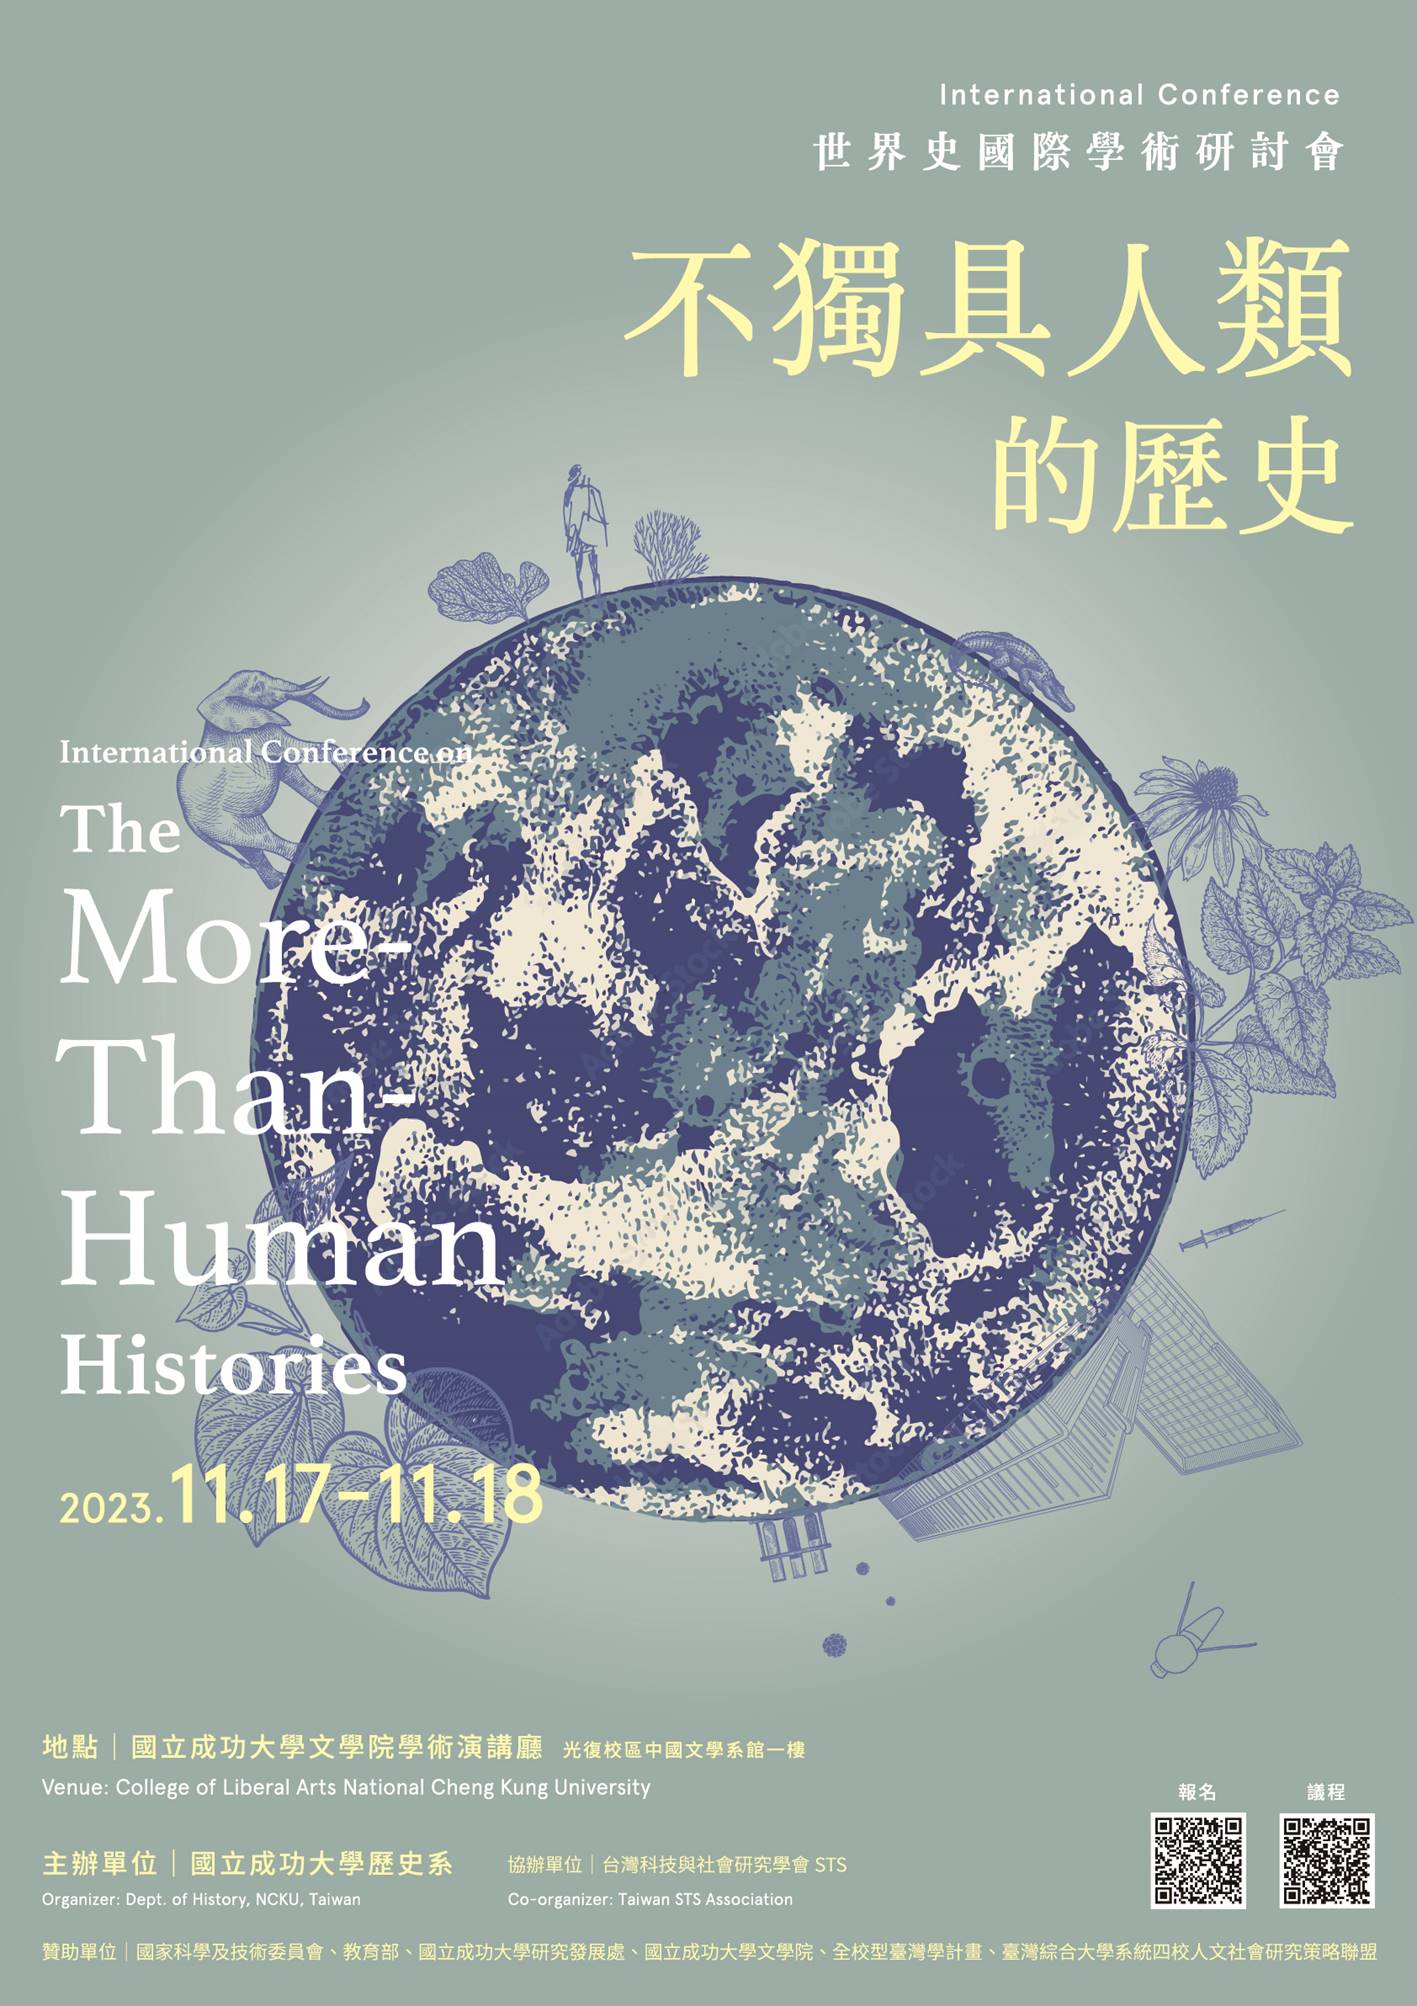 International Conference
世界史國際學術研討會
不獨具人類
的歷史
International Conference on
The
More-
Than-
Human
Histories
2023.11.17-11.18
地點｜國立成功大學文學院學術演講廳 光復校區中國文學系館一樓
Venue: College of Liberal Arts National Cheng Kung University
主辦單位｜國立成功大學歷史系
Organizer: Dept. of History, NCKU, Taiwan
協辦單位｜台灣科技與社會研究學會 STS
Co-organizer: Taiwan STS Association
報名
議程
贊助單位｜國家科學及技術委員會、教育部、國立成功大學研究發展處、國立成功大學文學院、全校型臺灣學計畫、臺灣綜合大學系統四校人文社會研究策略聯盟